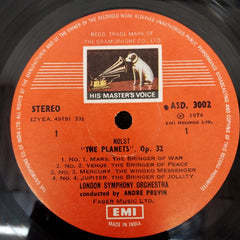 REGD. TRADE MARK OF
THE GRAMOPHONE CO. LTD.
HIS MASTER'S VOICE
STEREO
ASD. 3002
(2YEA. 4919) 33⅓
℗ 1974
EMI RECORDS LTD.
1
1
HOLST
"THE PLANETS", Op. 32
1. No. 1. Mars, The Bringer of War
2. No. 2. Venus, The Bringer of Peace
3. No. 3. Mercury, The Winged Messenger
4. No. 4. Jupiter, The Bringer of Jollity
LONDON SYMPHONY ORCHESTRA
conducted by ANDRE PREVIN
Faber Music Ltd.
EMI
MADE IN INDIA